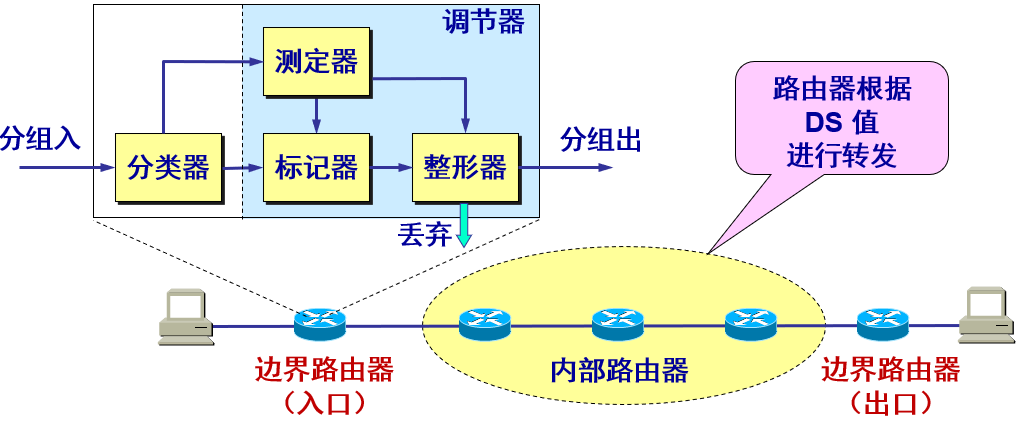 调节器
测定器
分组入
分类器
标记器
整形器
分组出
丢弃
路由器根据
DS 值
进行转发
边界路由器
（入口）
内部路由器
边界路由器
（出口）